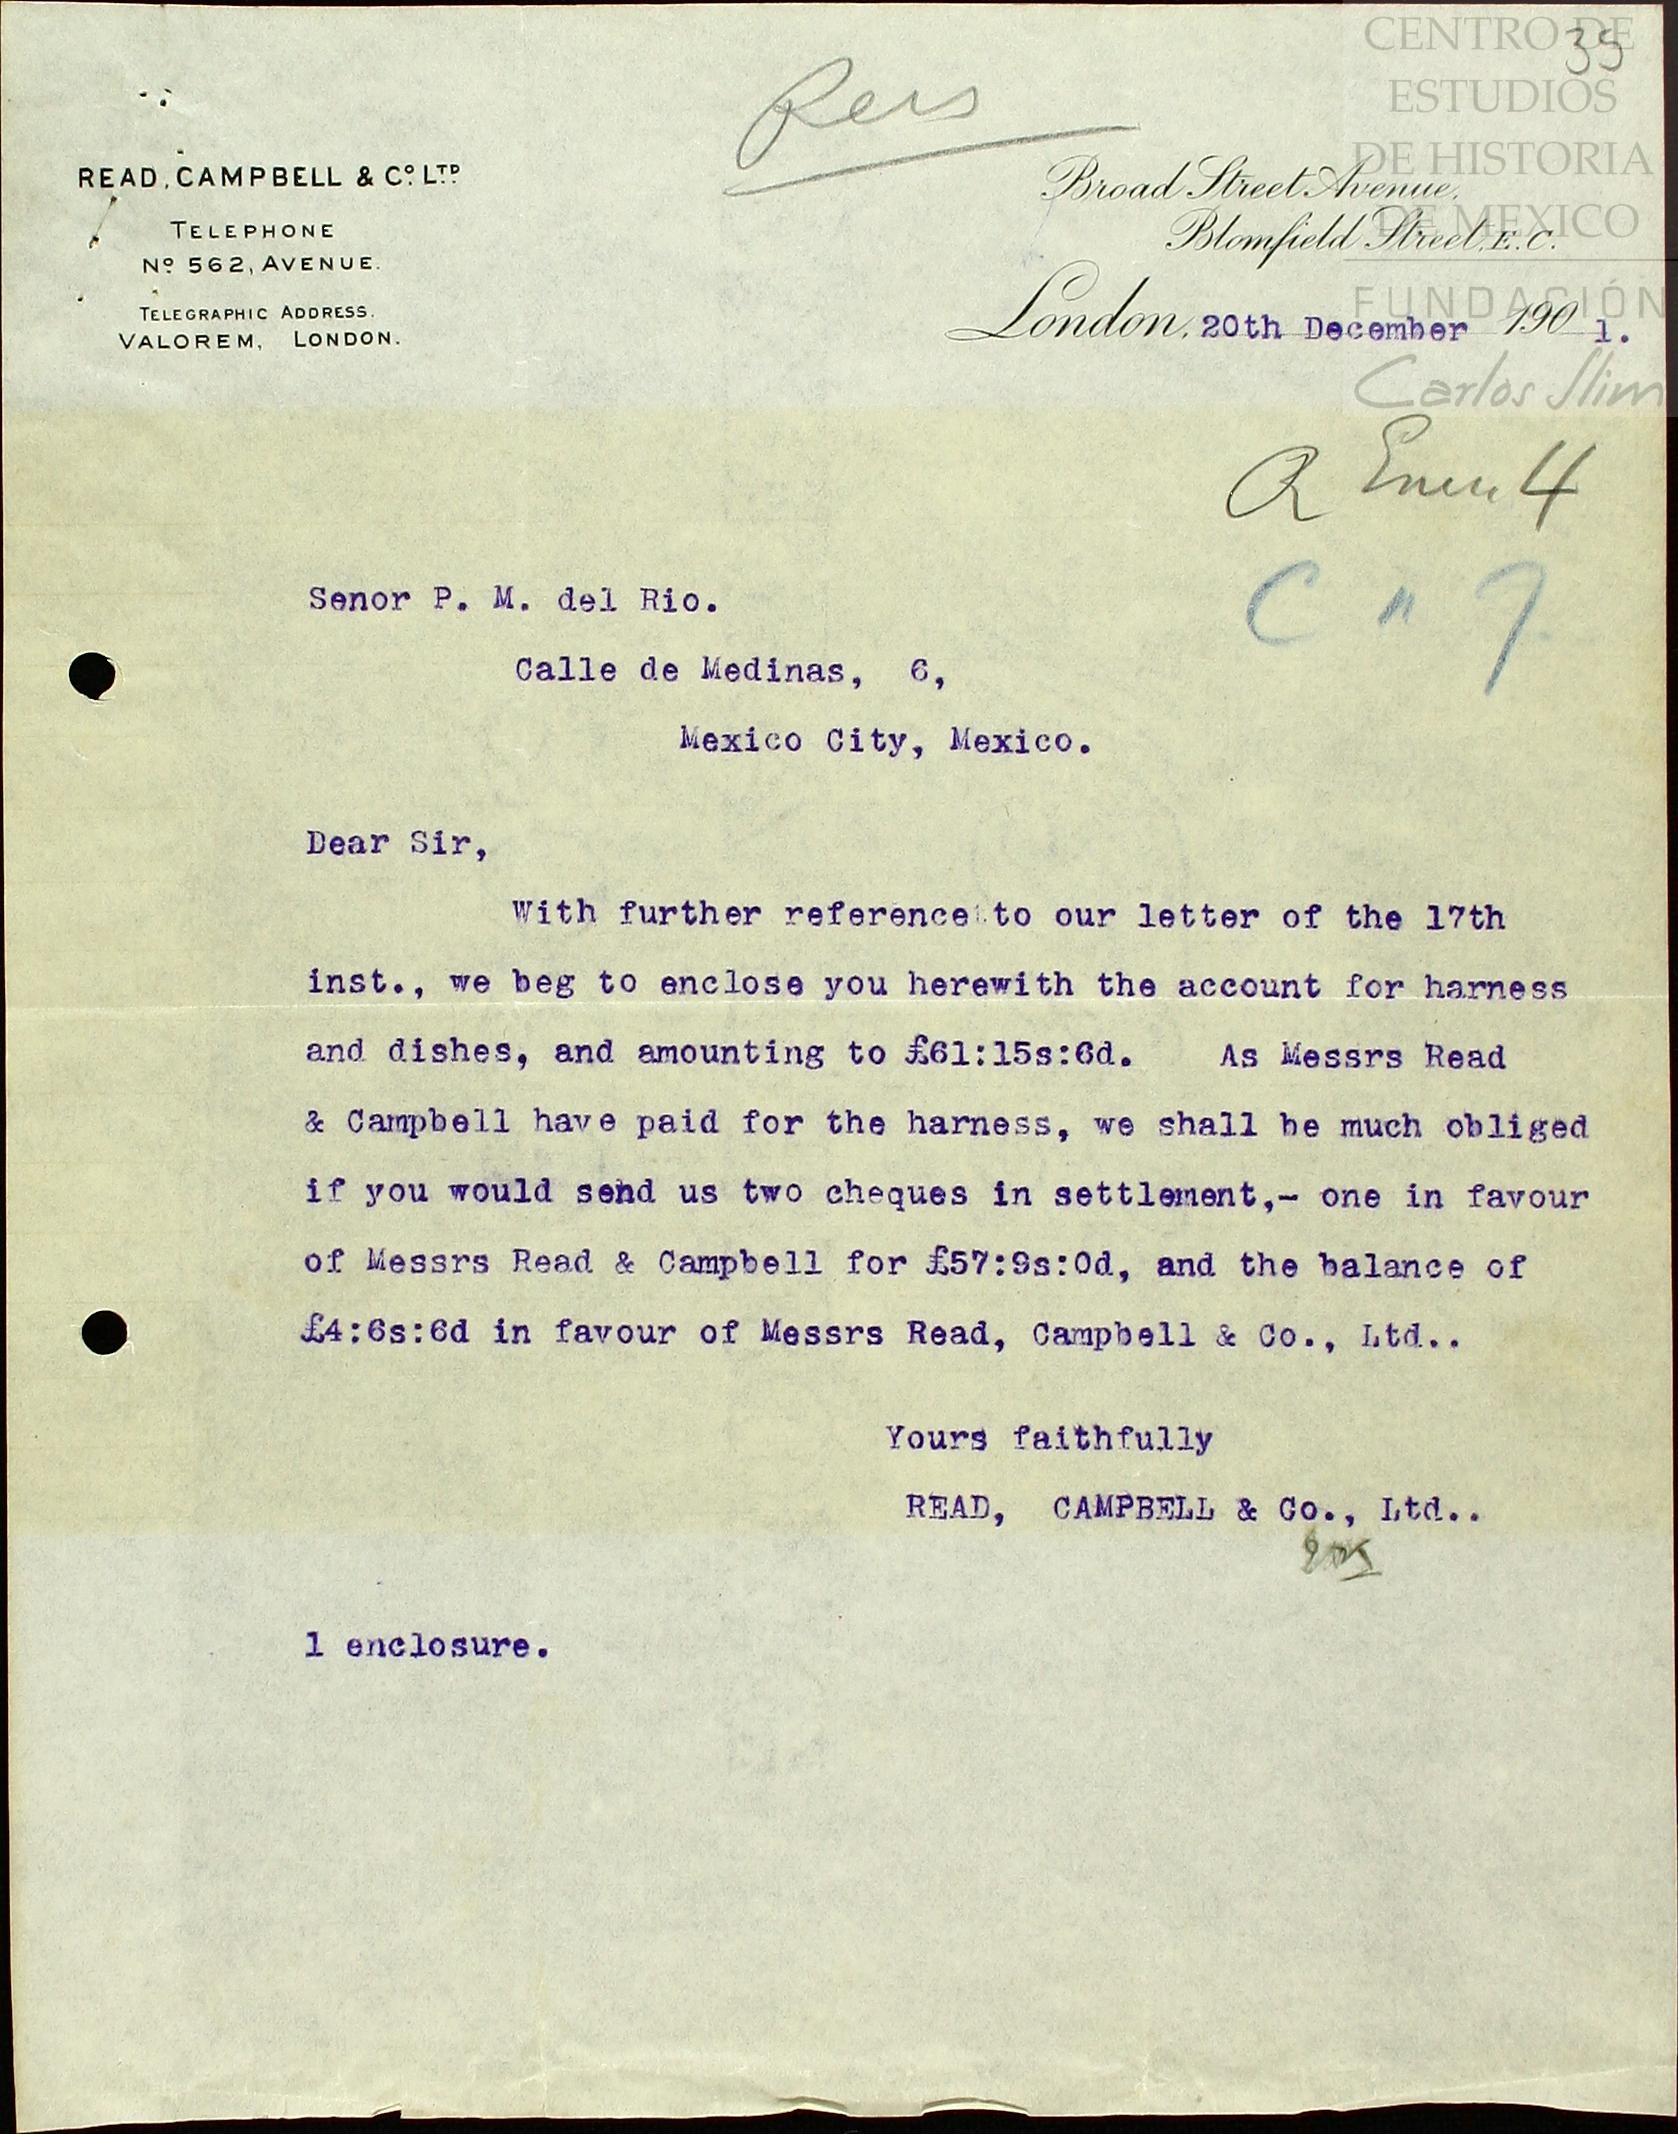 CENTRO DE
ESTUDIOS
DE HISTORIA
DE MEXICO
FUNDACIÓN
Carlos Slim
35
Pers
READ, CAMPBELL & Cº. LTD.
TELEPHONE
Nº 562, AVENUE.
TELEGRAPHIC ADDRESS.
VALOREM, LONDON.
Broad Street Avenue,
Blomfield Street, E.C.
London, 20th December 1901.
R Enero 4
C " 7
Senor P. M. del Rio.
Calle de Medinas, 6,
Mexico City, Mexico.
Dear Sir,
With further reference to our letter of the 17th
inst., we beg to enclose you herewith the account for harness
and dishes, and amounting to £61:15s:6d. As Messrs Read
& Campbell have paid for the harness, we shall be much obliged
if you would send us two cheques in settlement,- one in favour
of Messrs Read & Campbell for £57:9s:0d, and the balance of
£4:6s:6d in favour of Messrs Read, Campbell & Co., Ltd..
Yours faithfully
READ, CAMPBELL & Co., Ltd..
1 enclosure.